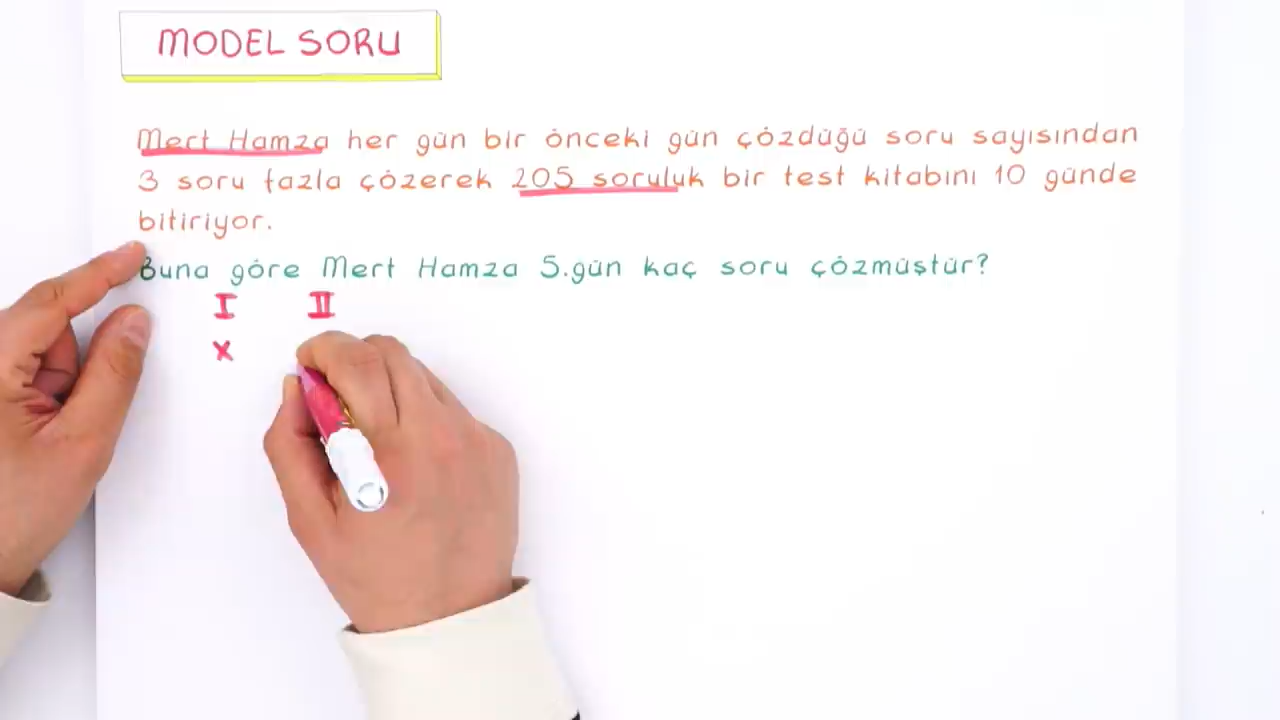 MODEL SORU
Mert Hamza her gün bir önceki gün çözdüğü soru sayısından
3 soru fazla çözerek 205 soruluk bir test kitabını 10 günde
bitiriyor.
Buna göre Mert Hamza 5.gün kaç soru çözmüştür?
I II
x